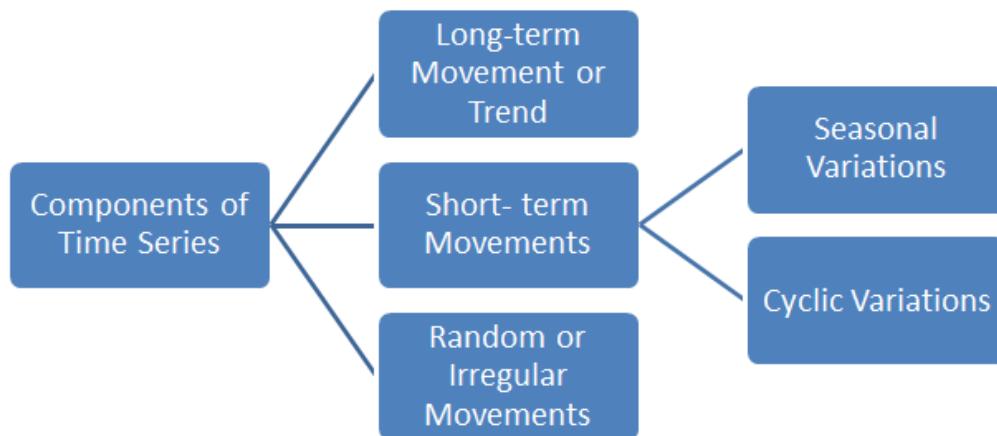 Components of
Time Series
Long-term
Movement or
Trend
Short- term
Movements
Random or
Irregular
Movements
Seasonal
Variations
Cyclic Variations